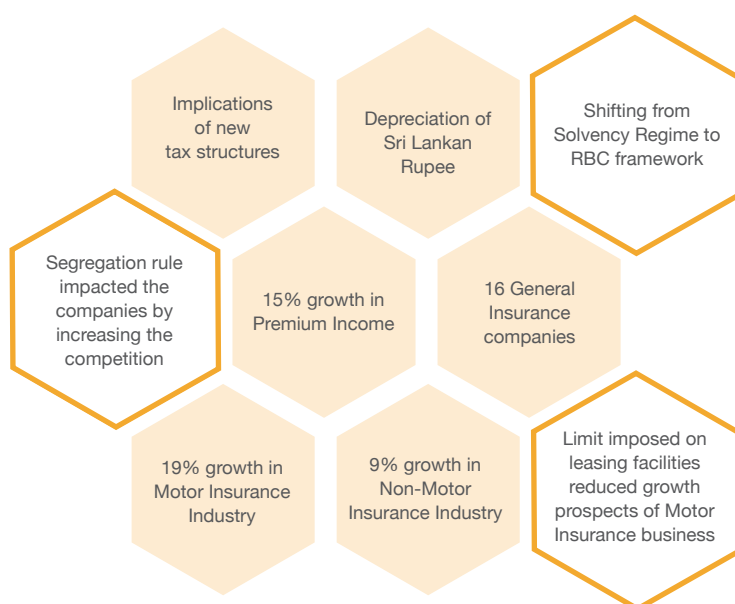 Implications
of new
tax structures
Depreciation of
Sri Lankan
Rupee
Shifting from
Solvency Regime to
RBC framework
Segregation rule
impacted the
companies by
increasing the
competition
15% growth in
Premium Income
16 General
Insurance
companies
19% growth in
Motor Insurance
Industry
9% growth in
Non-Motor
Insurance Industry
Limit imposed on
leasing facilities
reduced growth
prospects of Motor
Insurance business